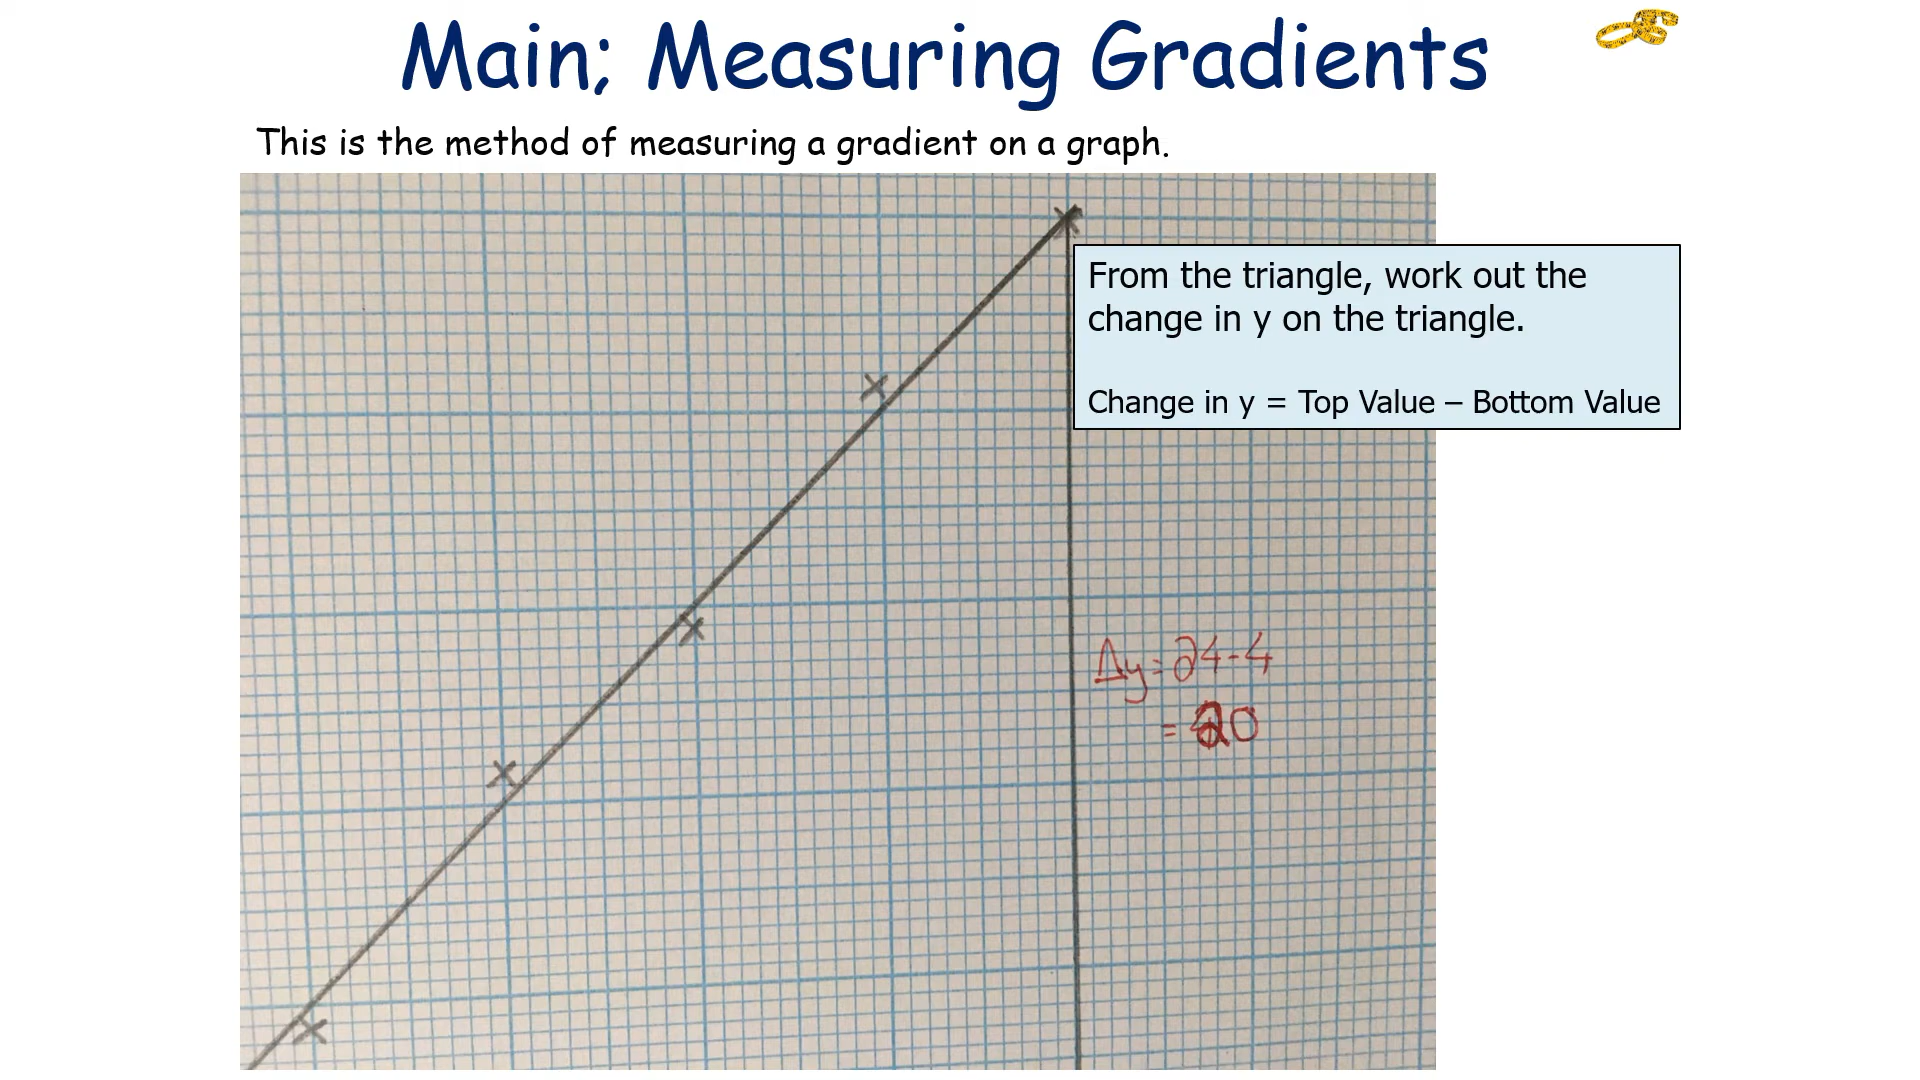 Main; Measuring Gradients
This is the method of measuring a gradient on a graph.
From the triangle, work out the
change in y on the triangle.
Change in y = Top Value – Bottom Value
Δy = 24-4
= 20